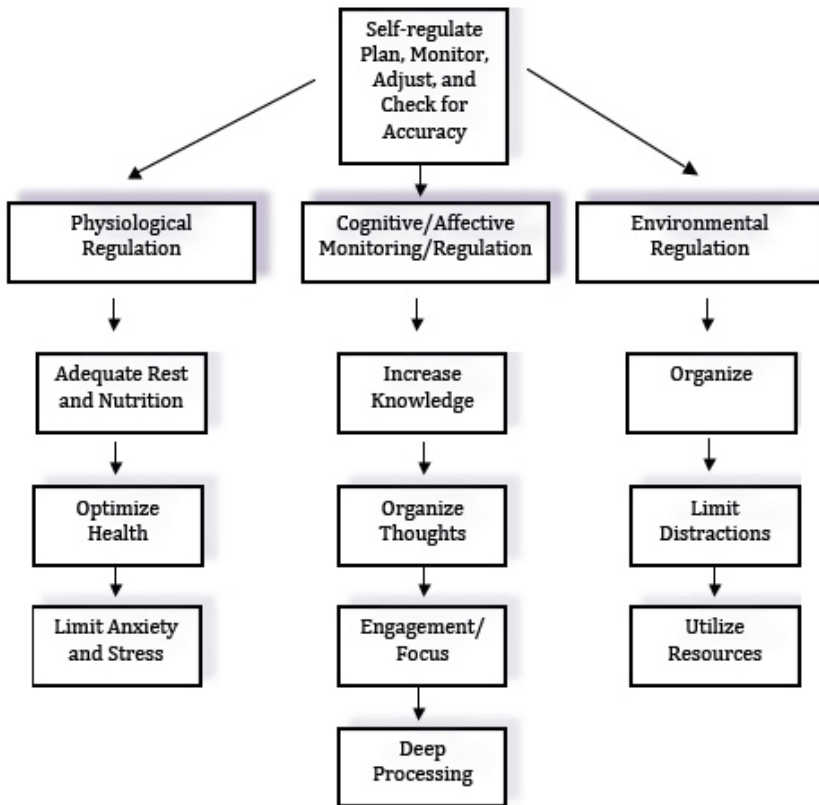 Self-regulate
Plan, Monitor,
Adjust, and
Check for
Accuracy
Physiological
Regulation
Cognitive/Affective
Monitoring/Regulation
Environmental
Regulation
Adequate Rest
and Nutrition
Increase
Knowledge
Organize
Optimize
Health
Organize
Thoughts
Limit
Distractions
Limit Anxiety
and Stress
Engagement/
Focus
Utilize
Resources
Deep
Processing